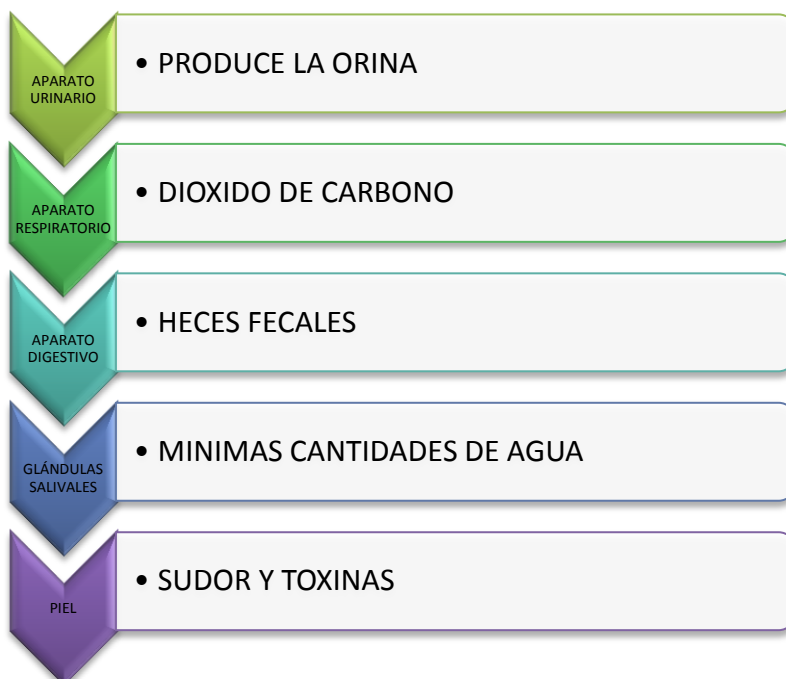 APARATO
URINARIO
• PRODUCE LA ORINA
APARATO
RESPIRATORIO
• DIOXIDO DE CARBONO
APARATO
DIGESTIVO
• HECES FECALES
GLÁNDULAS
SALIVALES
• MINIMAS CANTIDADES DE AGUA
PIEL
• SUDOR Y TOXINAS